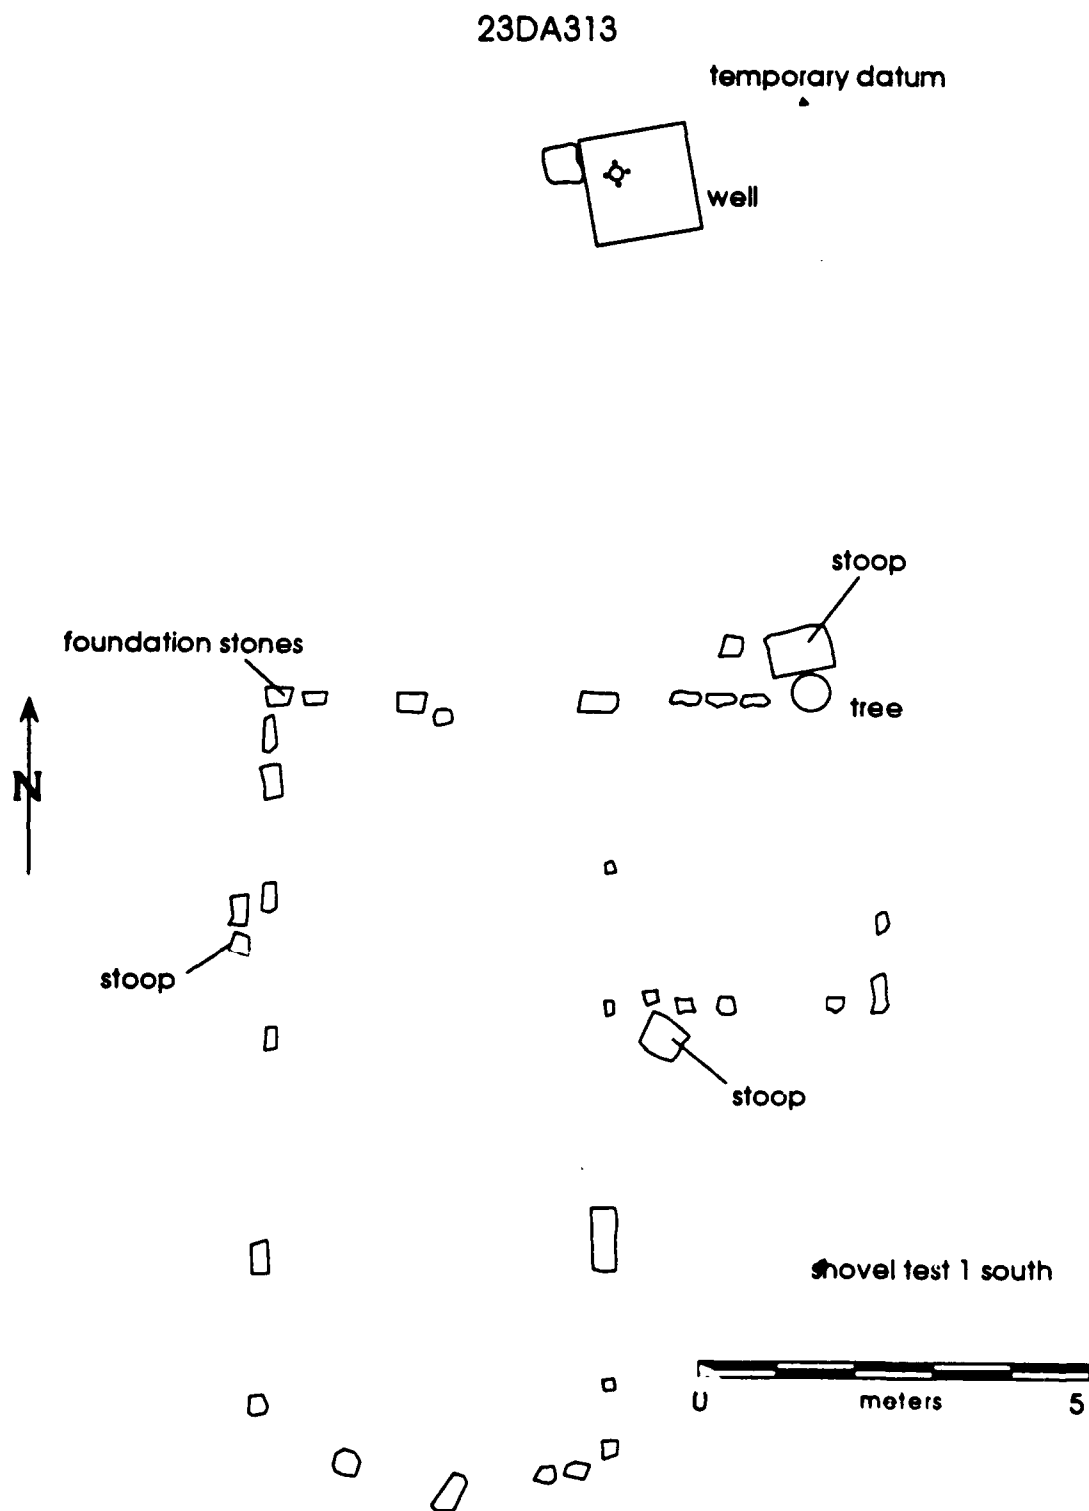 23DA313
temporary datum
well
stoop
foundation stones
tree
N
stoop
stoop
shovel test 1 south
0 meters 5